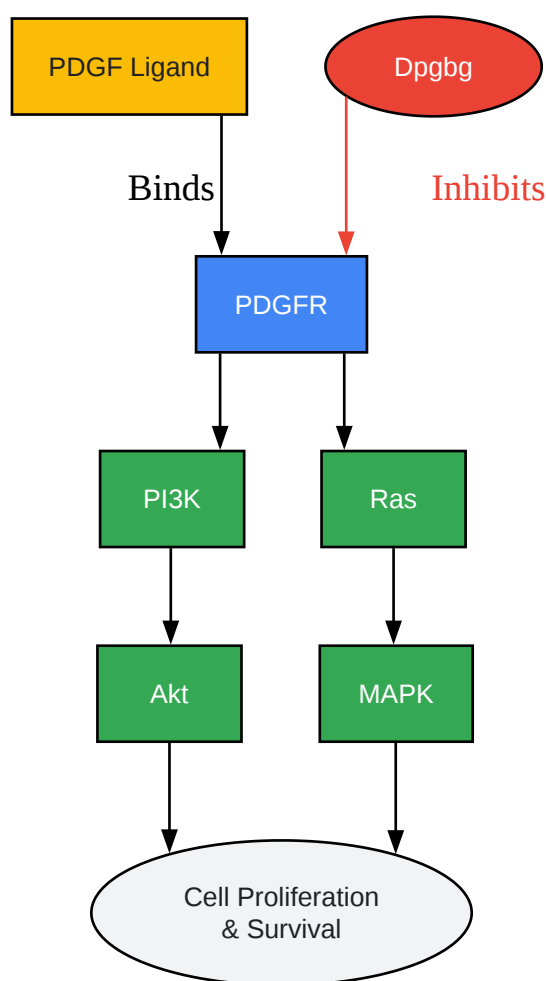 PDGF Ligand
Dpgbg
Binds
Inhibits
PDGFR
PI3K
Ras
Akt
MAPK
Cell Proliferation
& Survival